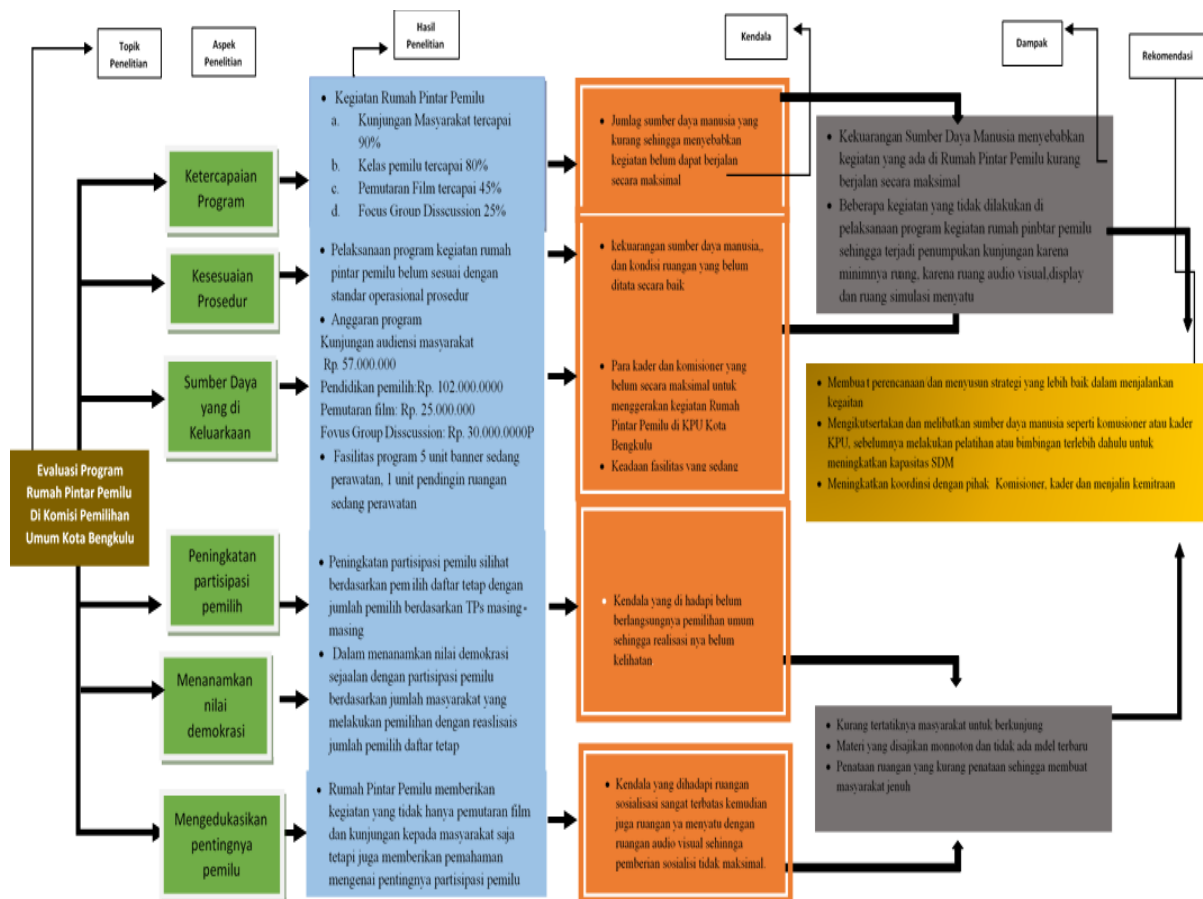 Topik
Penelitian
Aspek
Penelitian
Hasil
Penelitian
Kendala
Dampak
Rekomendasi
Evaluasi Program
Rumah Pintar Pemilu
Di Komisi Pemilihan
Umum Kota Bengkulu
Ketercapaian
Program
Kesesuaian
Prosedur
Sumber Daya
yang di
Keluarkaan
Peningkatan
partisipasi
pemilih
Menanamkan
nilai
demokrasi
Mengedukasikan
pentingnya
pemilu
• Kegiatan Rumah Pintar Pemilu
a. Kunjungan Masyarakat tercapai
90%
b. Kelas pemilu tercapai 80%
c. Pemutaran Film tercapai 45%
d. Focus Group Disscussion 25%
• Pelaksanaan program kegiatan rumah
pintar pemilu belum sesuai dengan
standar operasional prosedur
• Anggaran program
Kunjungan audiensi masyarakat
Rp. 57.000.000
Pendidikan pemilih:Rp. 102.000.0000
Pemutaran film: Rp. 25.000.000
Fovus Group Disscussion: Rp. 30.000.0000P
• Fasilitas program 5 unit banner sedang
perawatan, 1 unit pendingin ruangan
sedang perawatan
• Peningkatan partisipasi pemilu silihat
berdasarkan pemilih daftar tetap dengan
jumlah pemilih berdasarkan TPs masing-
masing
• Dalam menanamkan nilai demokrasi
sejaalan dengan partisipasi pemilu
berdasarkan jumlah masyarakat yang
melakukan pemilihan dengan reaslisais
jumlah pemilih daftar tetap
• Rumah Pintar Pemilu memberikan
kegiatan yang tidak hanya pemutaran film
dan kunjungan kepada masyarakat saja
tetapi juga memberikan pemahaman
mengenai pentingnya partisipasi pemilu
• Jumlag sumber daya manusia yang
kurang sehingga menyebabkan
kegiatan belum dapat berjalan
secara maksimal
• kekuarangan sumber daya manusia,,
dan kondisi ruangan yang belum
ditata secara baik
• Para kader dan komisioner yang
belum secara maksimal untuk
menggerakan kegiatan Rumah
Pintar Pemilu di KPU Kota
Bengkulu
• Keadaan fasilitas yang sedang
• Kendala yang di hadapi belum
berlangsungnya pemilihan umum
sehingga realisasi nya belum
kelihatan
• Kendala yang dihadapi ruangan
sosialisasi sangat terbatas kemudian
juga ruangan ya menyatu dengan
ruangan audio visual sehinnga
pemberian sosialisi tidak maksimal.
• Kekuarangan Sumber Daya Manusia menyebabkan
kegiatan yang ada di Rumah Pintar Pemilu kurang
berjalan secara maksimal
• Beberapa kegiatan yang tidak dilakukan di
pelaksanaan program kegiatan rumah pinbtar pemilu
sehingga terjadi penumpukan kunjungan karena
minimnya ruang, karena ruang audio visual,display
dan ruang simulasi menyatu
• Kurang tertatiknya masyarakat untuk berkunjung
• Materi yang disajikan monnoton dan tidak ada mdel terbaru
• Penataan ruangan yang kurang penataan sehingga membuat
masyarakat jenuh
• Membuat perencanaan/dan menyusun strategi yang lebih baik dalam menjalankan
kegaitan
• Mengikutsertakan dan melibatkan sumber daya manusia seperti komusioner atau kader
KPU, sebelumnya melakukan pelatihan atau bimbingan terlebih dahulu untuk
meningkatkan kapasitas SDM
• Meningkatkan koordinsi dengan pihak Komisioner, kader dan menjalin kemitraan